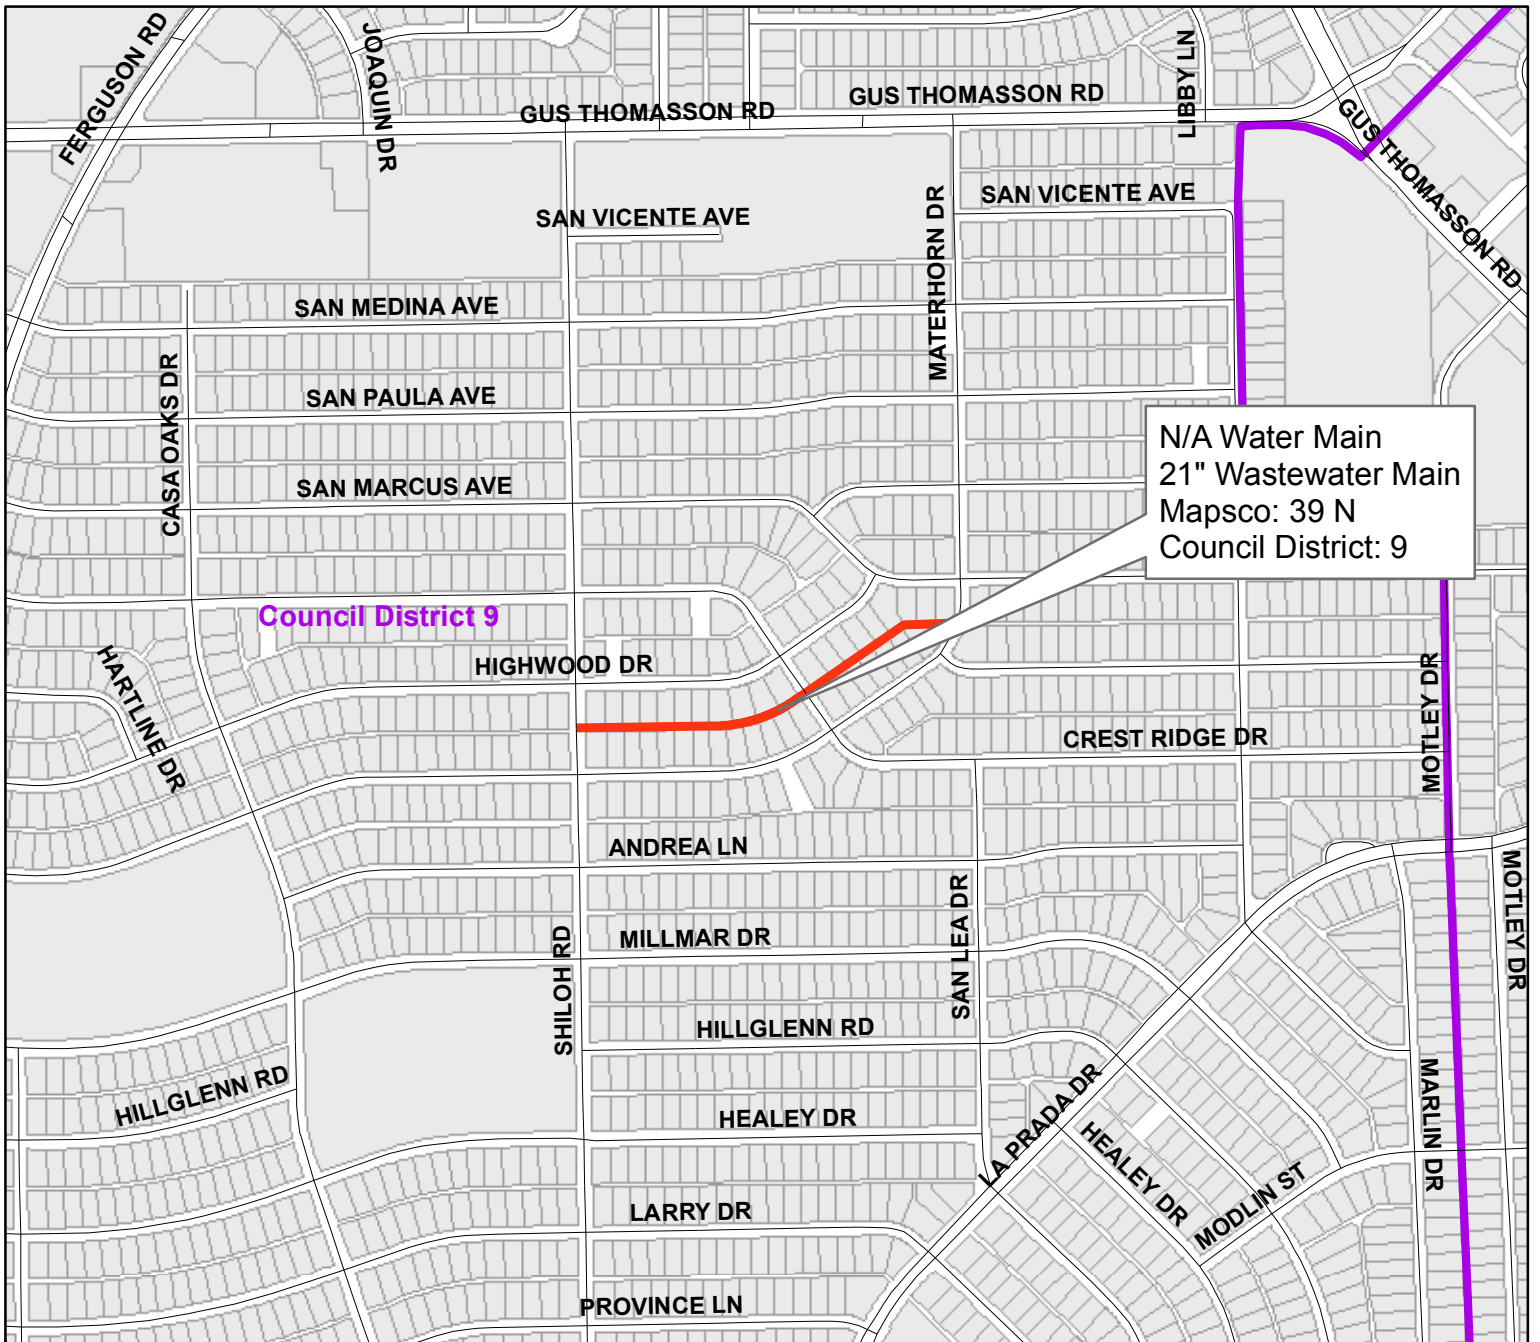 FERGUSON RD
JOAQUIN DR
GUS THOMASSON RD
GUS THOMASSON RD
LIBBY LN
GUS THOMASSON RD
SAN VICENTE AVE
SAN VICENTE AVE
MATERHORN DR
SAN MEDINA AVE
CASA OAKS DR
SAN PAULA AVE
SAN MARCUS AVE
N/A Water Main
21" Wastewater Main
Mapsco: 39 N
Council District: 9
Council District 9
HARTLINE DR
HIGHWOOD DR
MOTLEY DR
CREST RIDGE DR
ANDREA LN
MOTLEY DR
SAN LEA DR
MILLMAR DR
SHILOH RD
HILLGLENN RD
HILLGLENN RD
LA PRADA DR
MARLIN DR
HEALEY DR
HEALEY DR
MODLIN ST
LARRY DR
PROVINCE LN